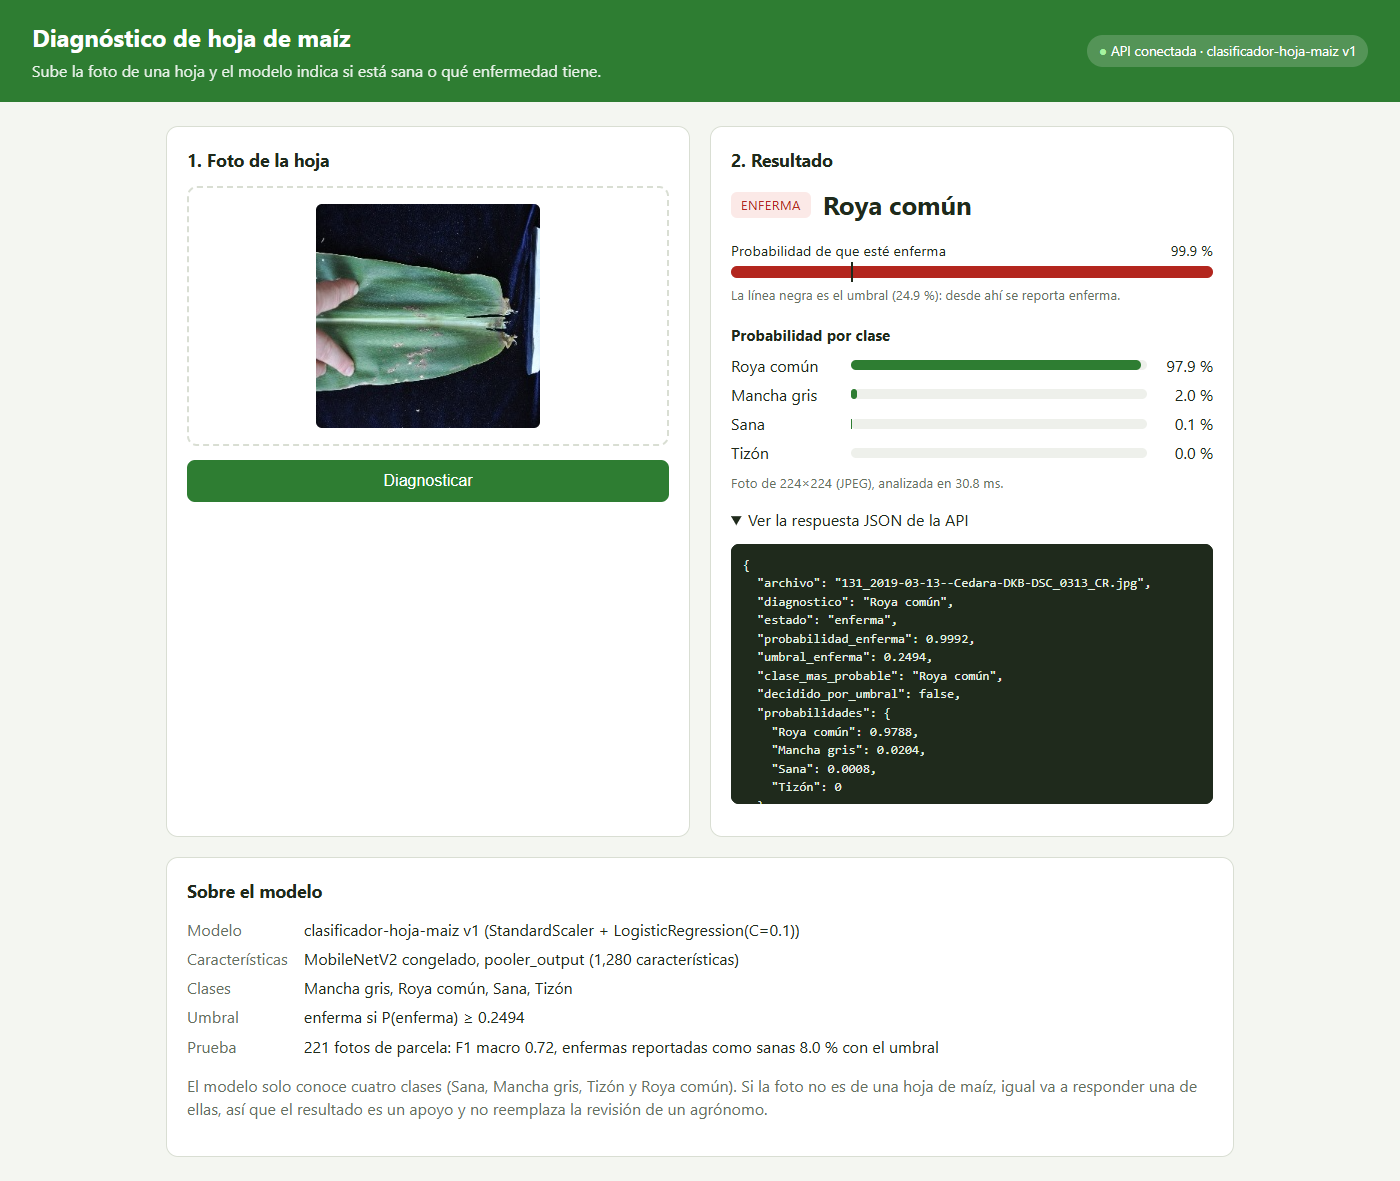 Diagnóstico de hoja de maíz
Sube la foto de una hoja y el modelo indica si está sana o qué enfermedad tiene.
API conectada · clasificador-hoja-maiz v1
1. Foto de la hoja
Diagnosticar
2. Resultado
ENFERMA Roya común
Probabilidad de que esté enferma 99.9 %
La línea negra es el umbral (24.9 %): desde ahí se reporta enferma.
Probabilidad por clase
Roya común 97.9 %
Mancha gris 2.0 %
Sana 0.1 %
Tizón 0.0 %
Foto de 224×224 (JPEG), analizada en 30.8 ms.
▼ Ver la respuesta JSON de la API
{
"archivo": "131_2019-03-13--Cedara-DKB-DSC_0313_CR.jpg",
"diagnostico": "Roya común",
"estado": "enferma",
"probabilidad_enferma": 0.9992,
"umbral_enferma": 0.2494,
"clase_mas_probable": "Roya común",
"decidido_por_umbral": false,
"probabilidades": {
"Roya común": 0.9788,
"Mancha gris": 0.0204,
"Sana": 0.0008,
"Tizón": 0
Sobre el modelo
Modelo clasificador-hoja-maiz v1 (StandardScaler + LogisticRegression(C=0.1))
Características MobileNetV2 congelado, pooler_output (1,280 características)
Clases Mancha gris, Roya común, Sana, Tizón
Umbral enferma si P(enferma) ≥ 0.2494
Prueba 221 fotos de parcela: F1 macro 0.72, enfermas reportadas como sanas 8.0 % con el umbral
El modelo solo conoce cuatro clases (Sana, Mancha gris, Tizón y Roya común). Si la foto no es de una hoja de maíz, igual va a responder una de
ellas, así que el resultado es un apoyo y no reemplaza la revisión de un agrónomo.